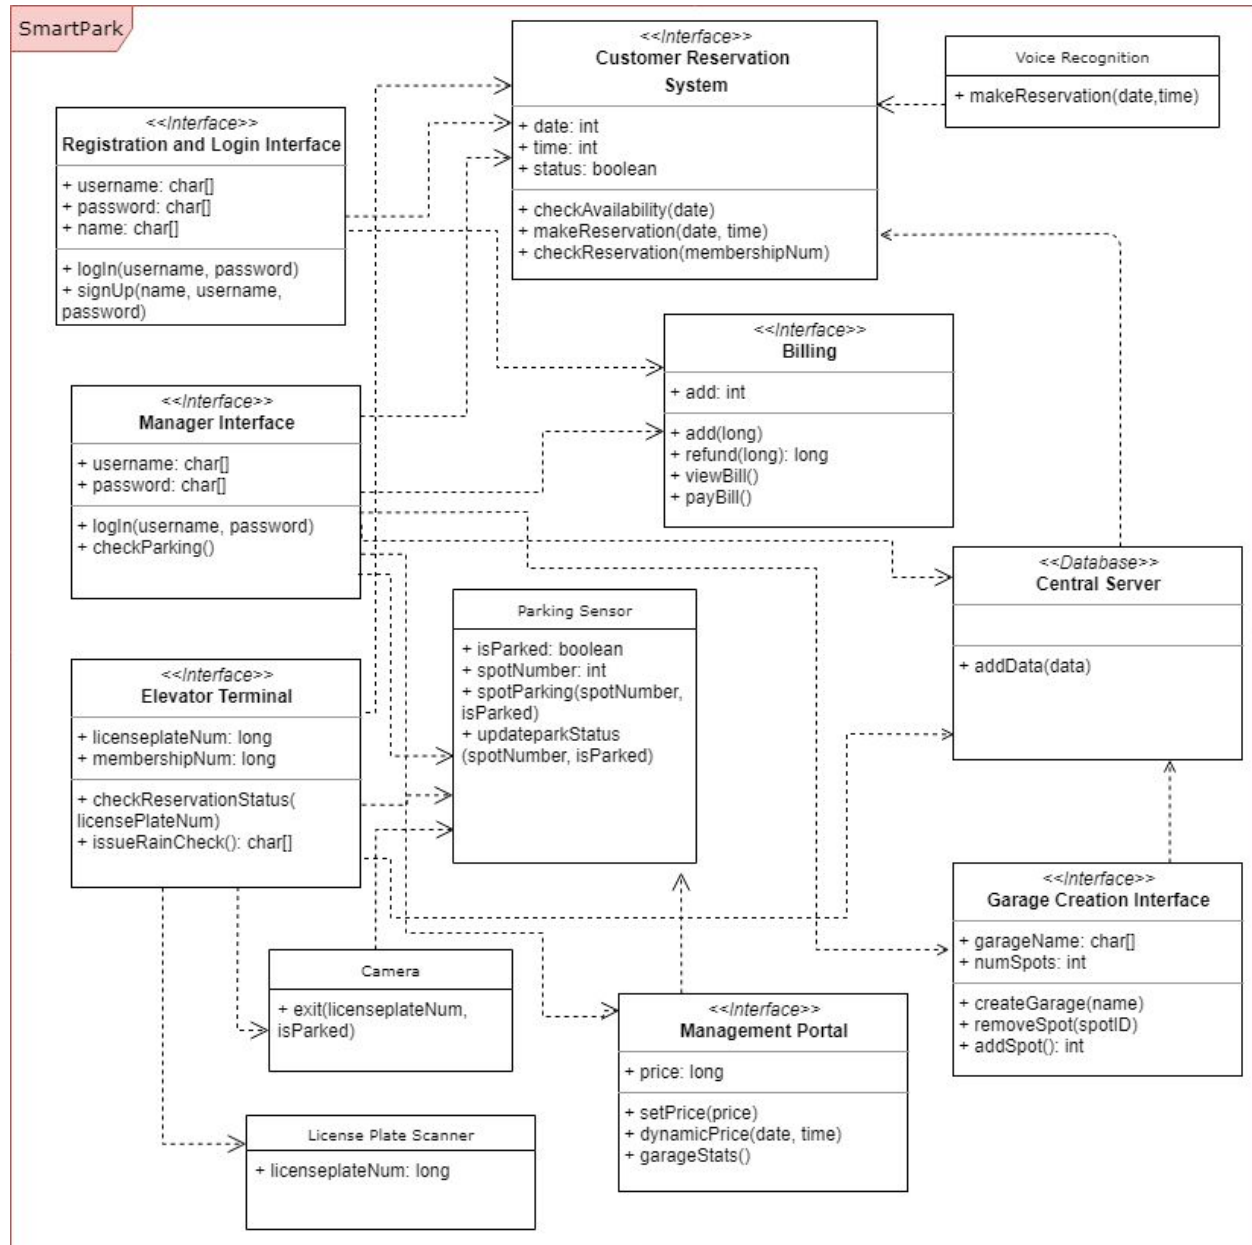 SmartPark
<<Interface>>
Customer Reservation
System
+ date: int
+ time: int
+ status: boolean
+ checkAvailability(date)
+ makeReservation(date, time)
+ checkReservation(membershipNum)
Voice Recognition
+ makeReservation(date,time)
<<Interface>>
Registration and Login Interface
+ username: char[]
+ password: char[]
+ name: char[]
+ logIn(username, password)
+ signUp(name, username,
password)
<<Interface>>
Billing
+ add: int
+ add(long)
+ refund(long): long
+ viewBill()
+ payBill()
<<Interface>>
Manager Interface
+ username: char[]
+ password: char[]
+ logIn(username, password)
+ checkParking()
<<Database>>
Central Server
+ addData(data)
Parking Sensor
+ isParked: boolean
+ spotNumber: int
+ spotParking(spotNumber,
isParked)
+ updateparkStatus
(spotNumber, isParked)
<<Interface>>
Elevator Terminal
+ licenseplateNum: long
+ membershipNum: long
+ checkReservationStatus(
licensePlateNum)
+ issueRainCheck(): char[]
<<Interface>>
Garage Creation Interface
+ garageName: char[]
+ numSpots: int
+ createGarage(name)
+ removeSpot(spotID)
+ addSpot(): int
Camera
+ exit(licenseplateNum,
isParked)
<<Interface>>
Management Portal
+ price: long
+ setPrice(price)
+ dynamicPrice(date, time)
+ garageStats()
License Plate Scanner
+ licenseplateNum: long